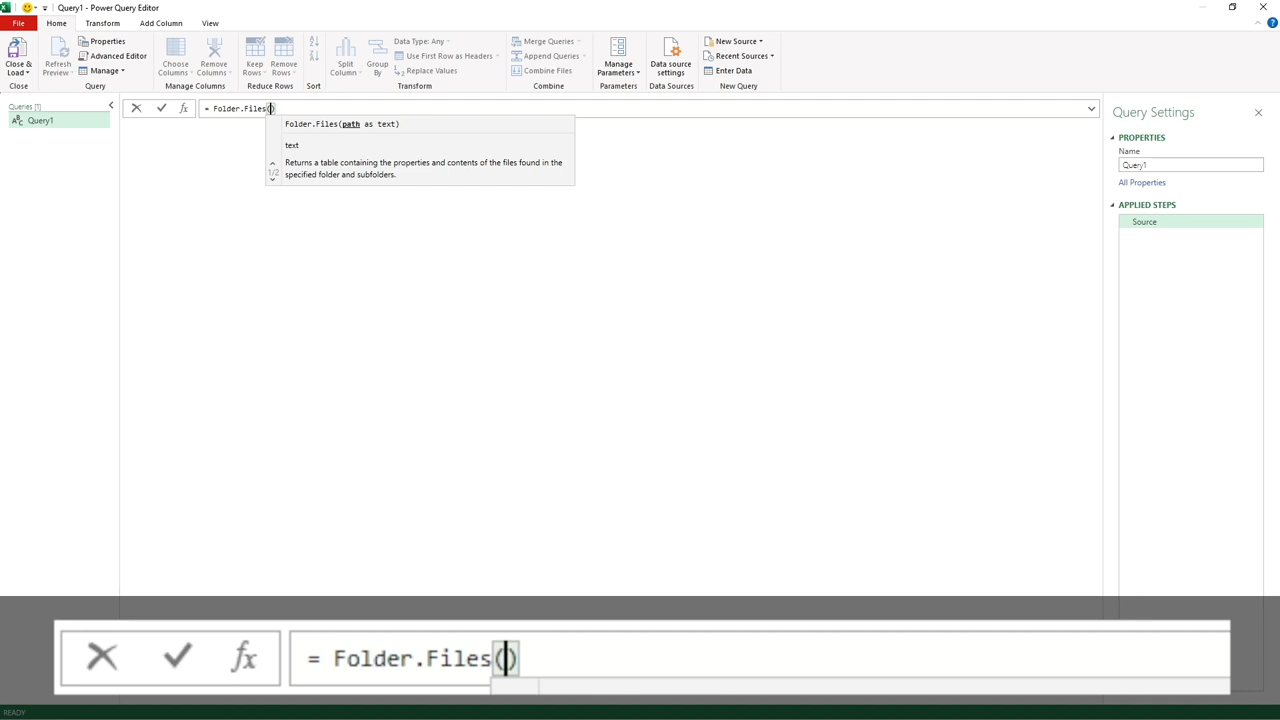 Query1 - Power Query Editor
File Home Transform Add Column View
Close & Load
Close
Refresh Preview
Properties
Advanced Editor
Manage
Query
Choose Columns
Remove Columns
Manage Columns
Keep Rows
Remove Rows
Reduce Rows
Sort
Split Column
Group By
Data Type: Any
Use First Row as Headers
Replace Values
Transform
Merge Queries
Append Queries
Combine Files
Combine
Manage Parameters
Parameters
Data source settings
Data Sources
New Source
Recent Sources
Enter Data
New Query
Queries [1]
ABC Query1
fx = Folder.Files()
Folder.Files(path as text)
text
1/2
Returns a table containing the properties and contents of the files found in the
specified folder and subfolders.
Query Settings
PROPERTIES
Name
Query1
All Properties
APPLIED STEPS
Source
fx = Folder.Files()
READY